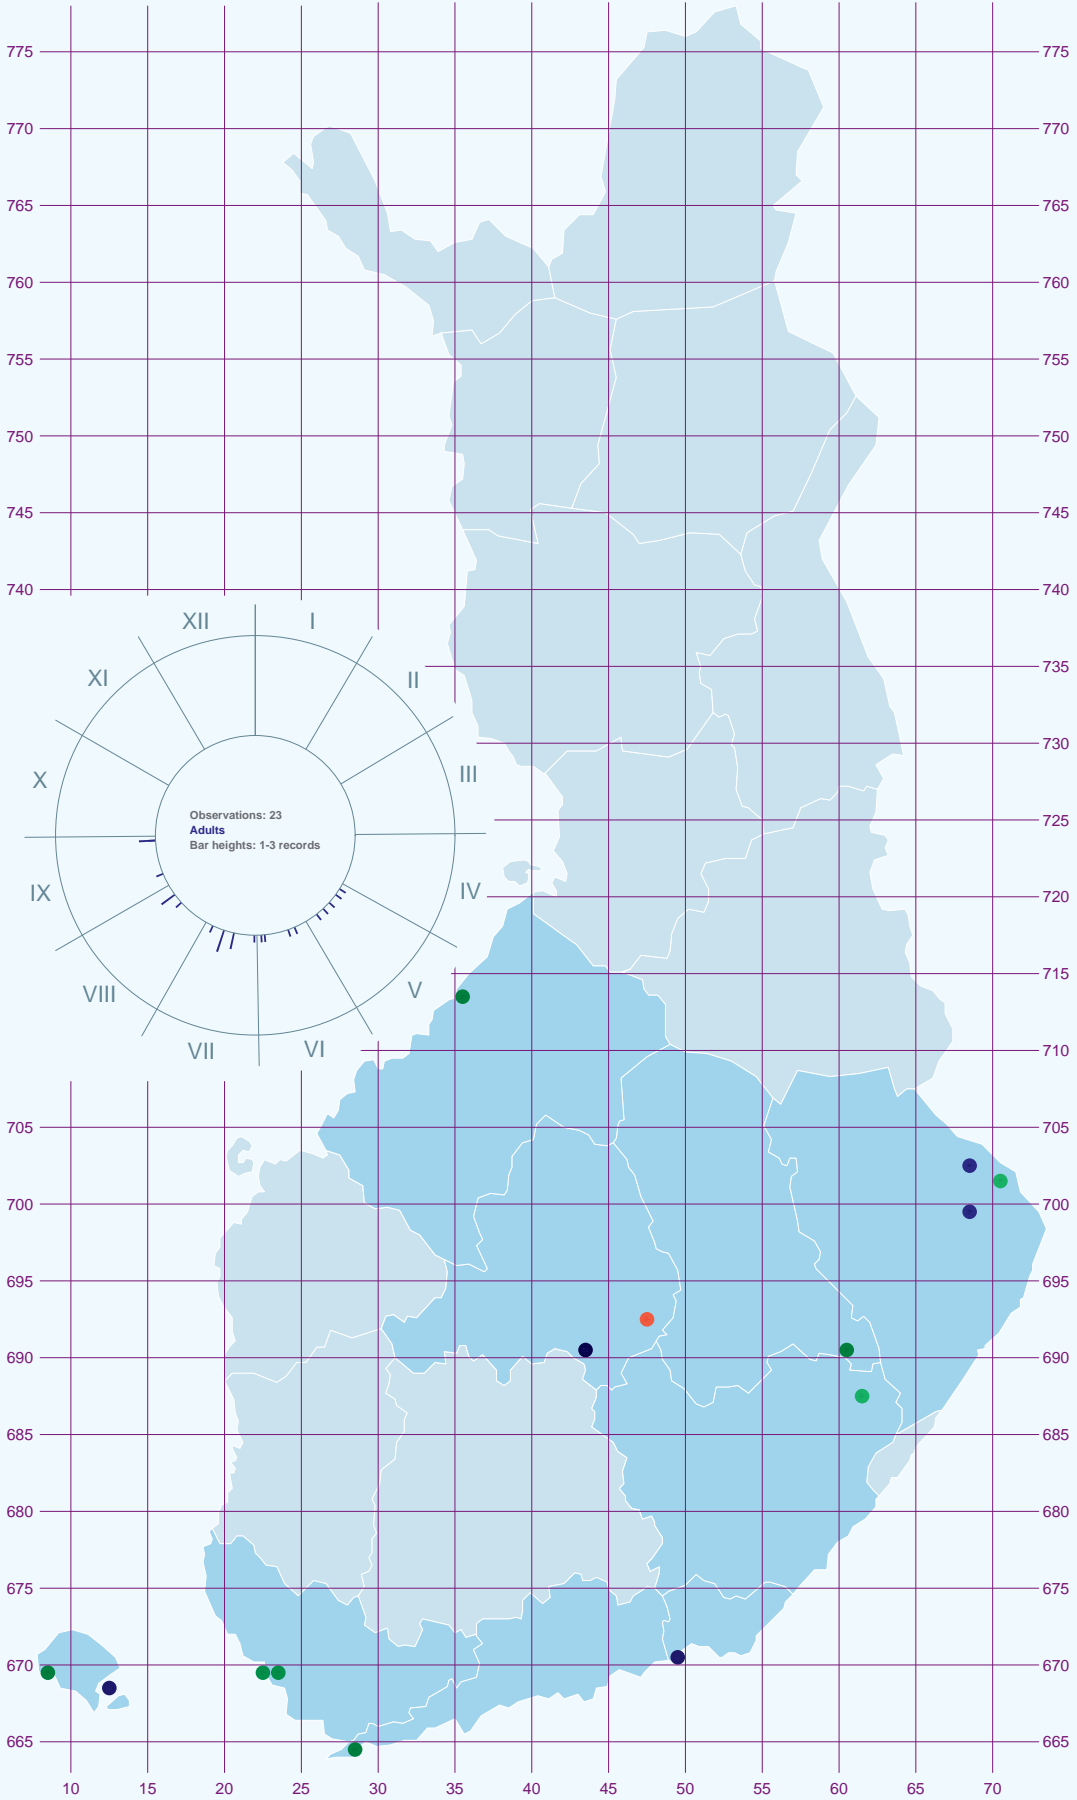 775 775
770 770
765 765
760 760
755 755
750 750
745 745
740 740
XII I
XI II
735
730
X III
725
Observations: 23
Adults
Bar heights: 1-3 records
IX IV
720
VIII V
715
VII VI
710
705 705
700 700
695 695
690 690
685 685
680 680
675 675
670 670
665 665
10 15 20 25 30 35 40 45 50 55 60 65 70